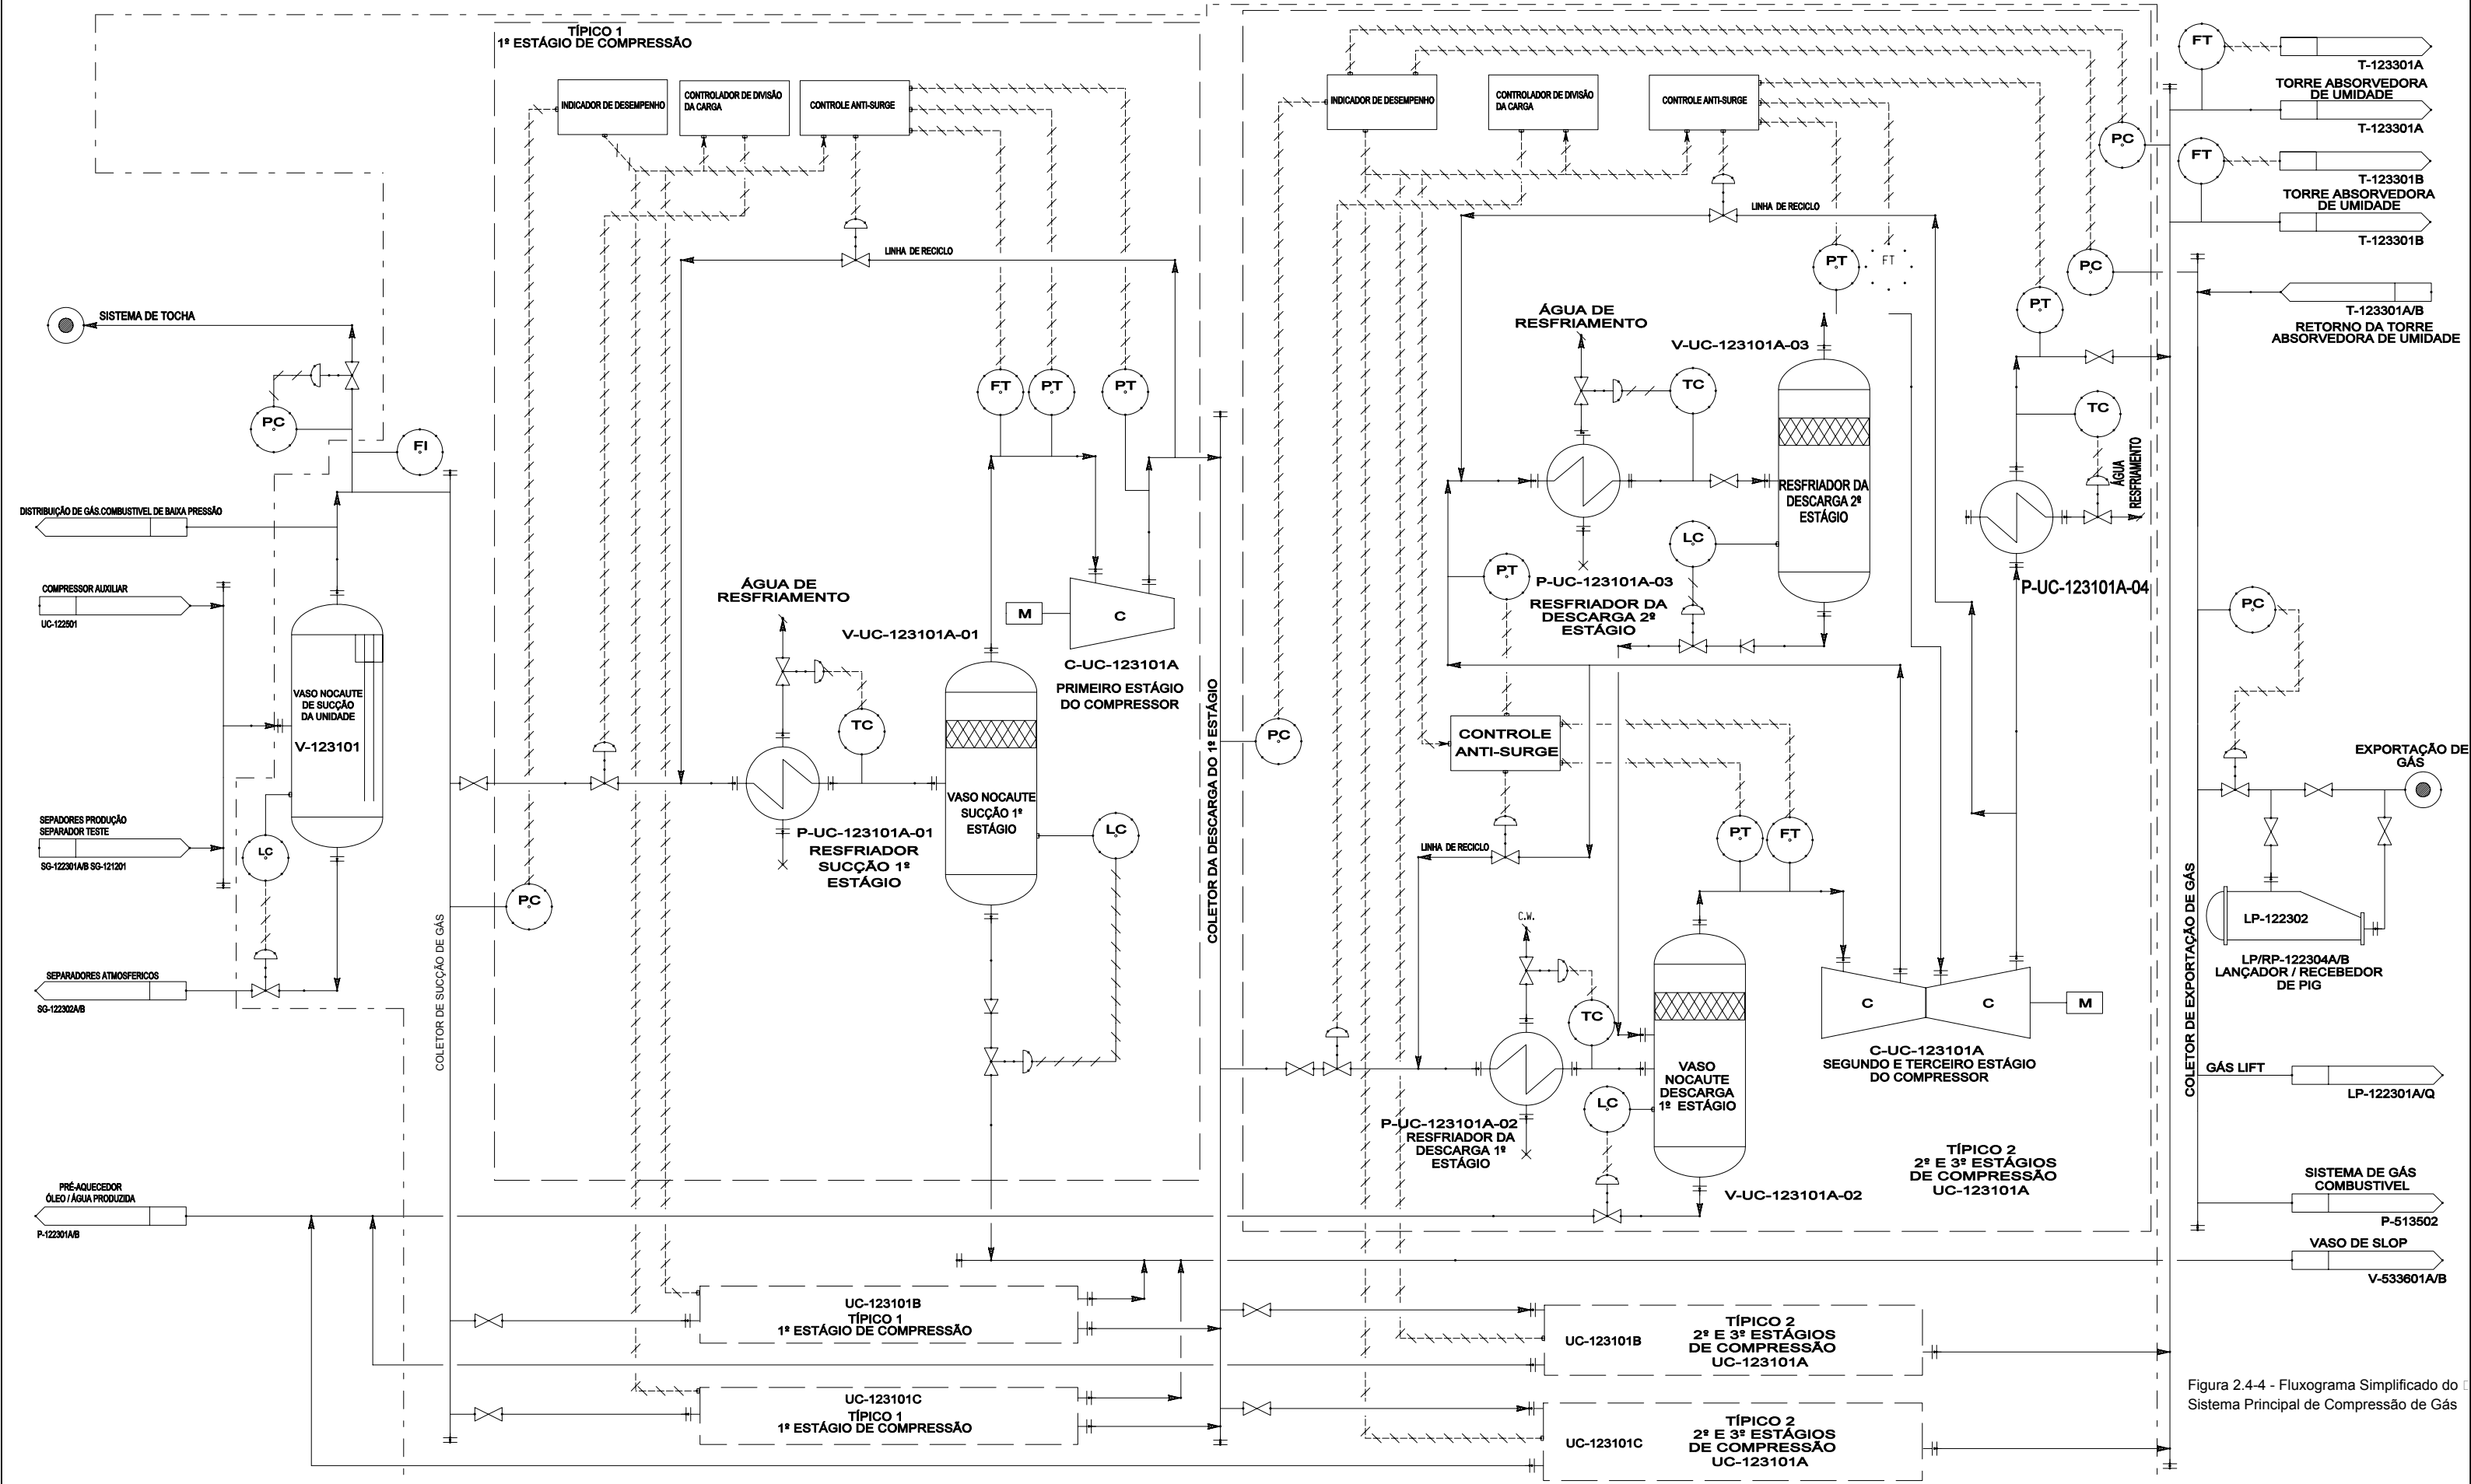 TÍPICO 1
1º ESTÁGIO DE COMPRESSÃO
INDICADOR DE DESEMPENHO
CONTROLADOR DE DIVISÃO
DA CARGA
CONTROLE ANTI-SURGE
LINHA DE RECICLO
SISTEMA DE TOCHA
PC
FI
DISTRIBUIÇÃO DE GÁS.COMBUSTIVEL DE BAIXA PRESSÃO
COMPRESSOR AUXILIAR
UC-122501
VASO NOCAUTE
DE SUCÇÃO
DA UNIDADE
V-123101
SEPADORES PRODUÇÃO
SEPARADOR TESTE
SG-122301A/B SG-121201
LC
SEPARADORES ATMOSFERICOS
SG-122302A/B
PRÉ-AQUECEDOR
ÓLEO / ÁGUA PRODUZIDA
P-122301A/B
COLETOR DE SUCÇÃO DE GÁS
PC
ÁGUA DE
RESFRIAMENTO
TC
P-UC-123101A-01
RESFRIADOR
SUCÇÃO 1º
ESTÁGIO
V-UC-123101A-01
VASO NOCAUTE
SUCÇÃO 1º
ESTÁGIO
LC
FT
PT
PT
M
C
C-UC-123101A
PRIMEIRO ESTÁGIO
DO COMPRESSOR
COLETOR DA DESCARGA DO 1º ESTÁGIO
UC-123101B
TÍPICO 1
1º ESTÁGIO DE COMPRESSÃO
UC-123101C
TÍPICO 1
1º ESTÁGIO DE COMPRESSÃO
INDICADOR DE DESEMPENHO
CONTROLADOR DE DIVISÃO
DA CARGA
CONTROLE ANTI-SURGE
LINHA DE RECICLO
PC
PC
PC
PT
FT
PT
ÁGUA DE
RESFRIAMENTO
TC
V-UC-123101A-03
RESFRIADOR DA
DESCARGA 2º
ESTÁGIO
LC
P-UC-123101A-03
RESFRIADOR DA
DESCARGA 2º
ESTÁGIO
PT
CONTROLE
ANTI-SURGE
LINHA DE RECICLO
PT
FT
C.W.
TC
P-UC-123101A-02
RESFRIADOR DA
DESCARGA 1º
ESTÁGIO
LC
VASO
NOCAUTE
DESCARGA
1º ESTÁGIO
V-UC-123101A-02
C
C
M
C-UC-123101A
SEGUNDO E TERCEIRO ESTÁGIO
DO COMPRESSOR
TC
ÁGUA
RESFRIAMENTO
P-UC-123101A-04
TÍPICO 2
2º E 3º ESTÁGIOS
DE COMPRESSÃO
UC-123101A
UC-123101B
TÍPICO 2
2º E 3º ESTÁGIOS
DE COMPRESSÃO
UC-123101A
UC-123101C
TÍPICO 2
2º E 3º ESTÁGIOS
DE COMPRESSÃO
UC-123101A
FT
T-123301A
TORRE ABSORVEDORA
DE UMIDADE
T-123301A
FT
T-123301B
TORRE ABSORVEDORA
DE UMIDADE
T-123301B
T-123301A/B
RETORNO DA TORRE
ABSORVEDORA DE UMIDADE
PC
EXPORTAÇÃO DE
GÁS
LP-122302
LP/RP-122304A/B
LANÇADOR / RECEBEDOR
DE PIG
COLETOR DE EXPORTAÇÃO DE GÁS
GÁS LIFT
LP-122301A/Q
SISTEMA DE GÁS
COMBUSTIVEL
P-513502
VASO DE SLOP
V-533601A/B
Figura 2.4-4 - Fluxograma Simplificado do
Sistema Principal de Compressão de Gás